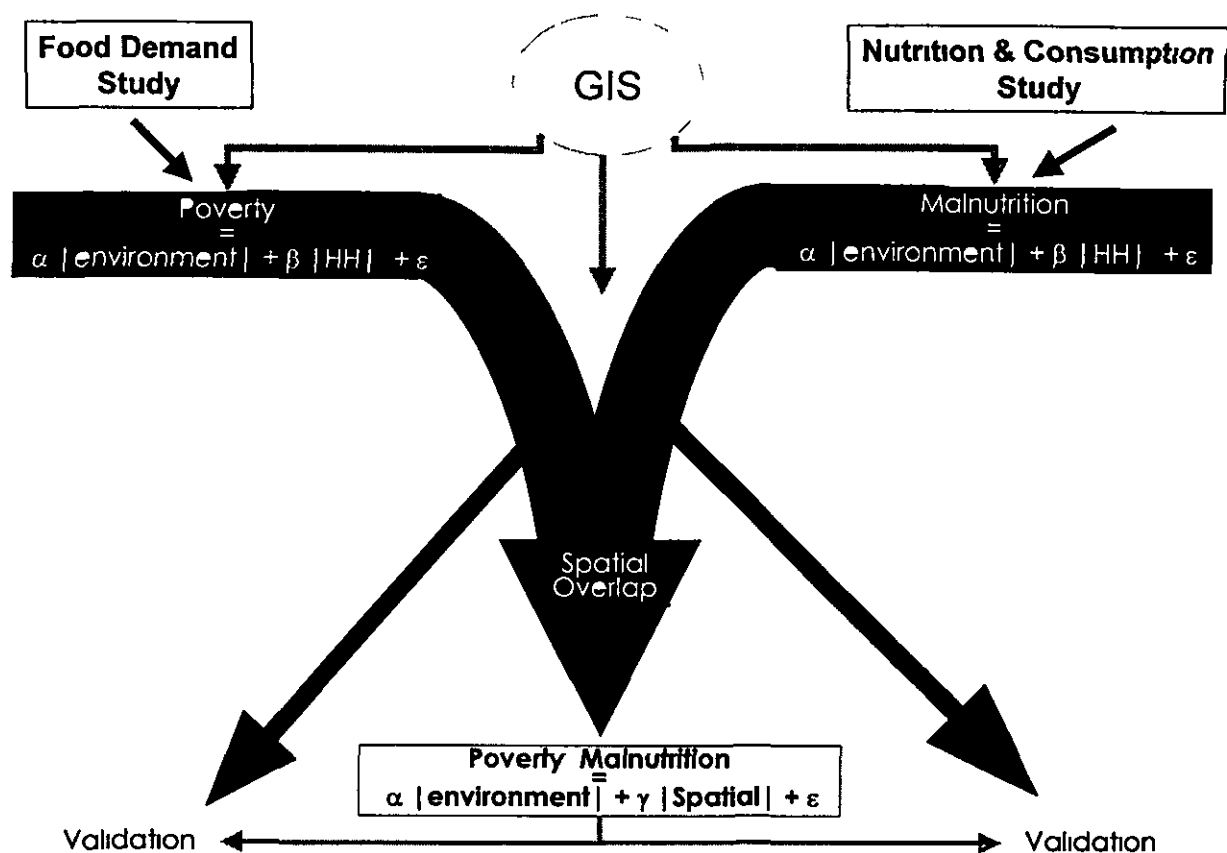 Food Demand
Study
GIS
Nutrition & Consumption
Study
Poverty
=
α |environment| + β |HH| + ε
Malnutrition
=
α |environment| + β |HH| + ε
Spatial
Overlap
Poverty Malnutrition
=
α |environment| + γ |Spatial| + ε
Validation
Validation